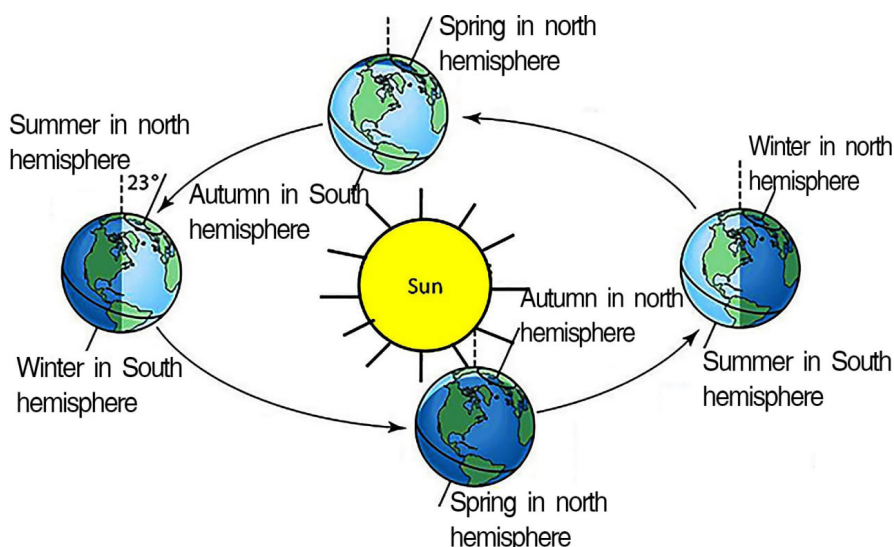 Spring in north
hemisphere
Summer in north
hemisphere
23°
Autumn in South
hemisphere
Winter in north
hemisphere
Sun
Autumn in north
hemisphere
Winter in South
hemisphere
Summer in South
hemisphere
Spring in north
hemisphere